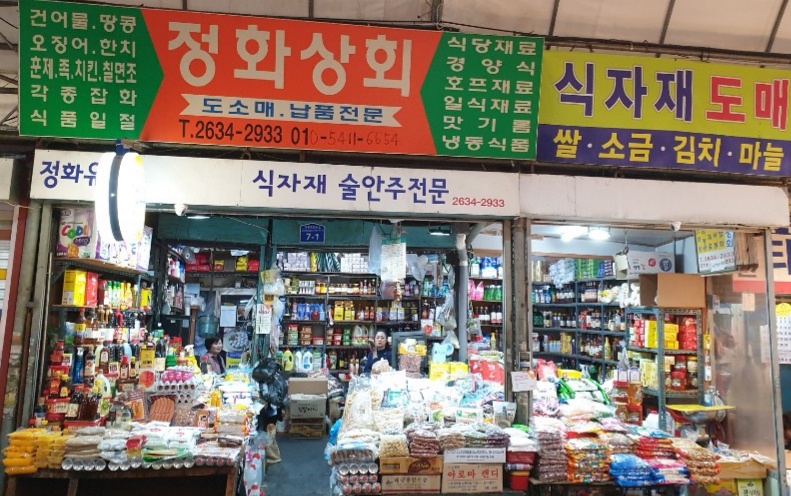 건어물.땅콩
오징어.한치
훈제.족.치킨.칠면조
각종잡화
식품일절
정화상회
도소매.납품전문
T.2634-2933 010-5411-6654
식당재료
경양식
호프재료
일식재료
맛기름
냉동식품
식자재 도매
쌀·소금·김치·마늘
정화유
식자재 술안주전문
2634-2933
7-1
아로마 캔디